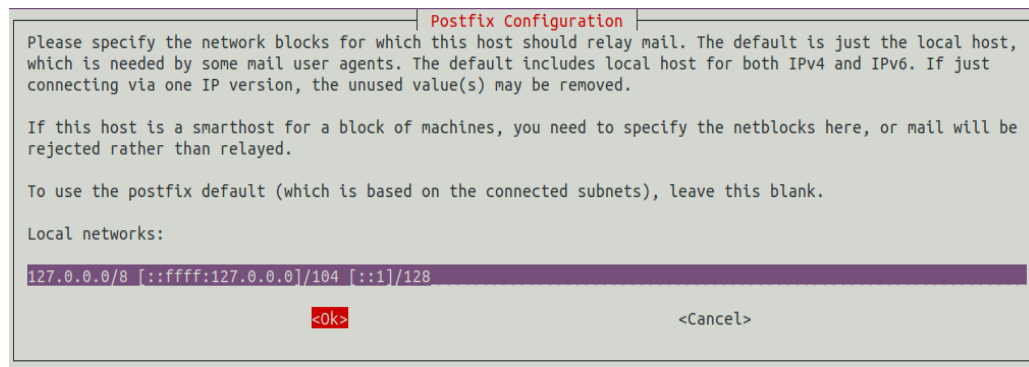 Postfix Configuration
Please specify the network blocks for which this host should relay mail. The default is just the local host,
which is needed by some mail user agents. The default includes local host for both IPv4 and IPv6. If just
connecting via one IP version, the unused value(s) may be removed.
If this host is a smarthost for a block of machines, you need to specify the netblocks here, or mail will be
rejected rather than relayed.
To use the postfix default (which is based on the connected subnets), leave this blank.
Local networks:
127.0.0.0/8 [::ffff:127.0.0.0]/104 [::1]/128
<Ok> <Cancel>